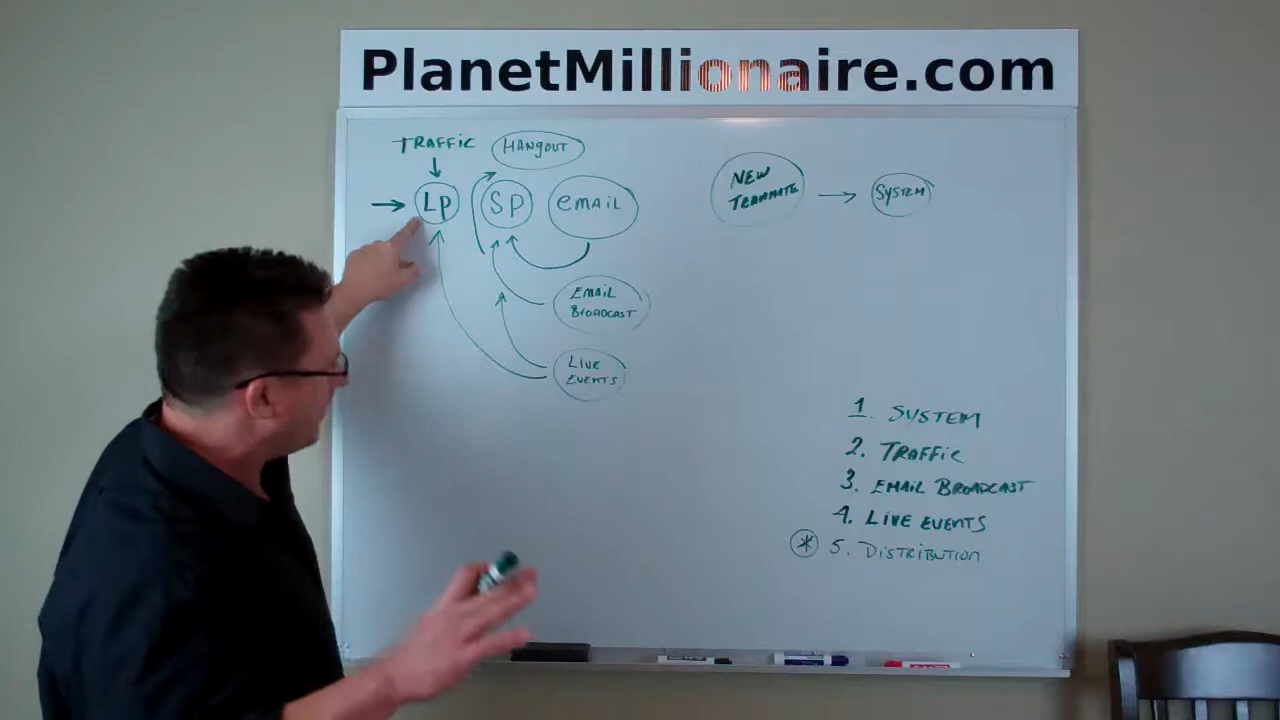 PlanetMillionaire.com
TRAFFIC
HANGOUT
LP
SP
eMAIL
EMAIL
BROADCAST
LIVE
EVENTS
NEW
TEAMMATE
SYSTEM
1. SYSTEM
2. TRAFFIC
3. EMAIL BROADCAST
4. LIVE EVENTS
* 5. DISTRIBUTION